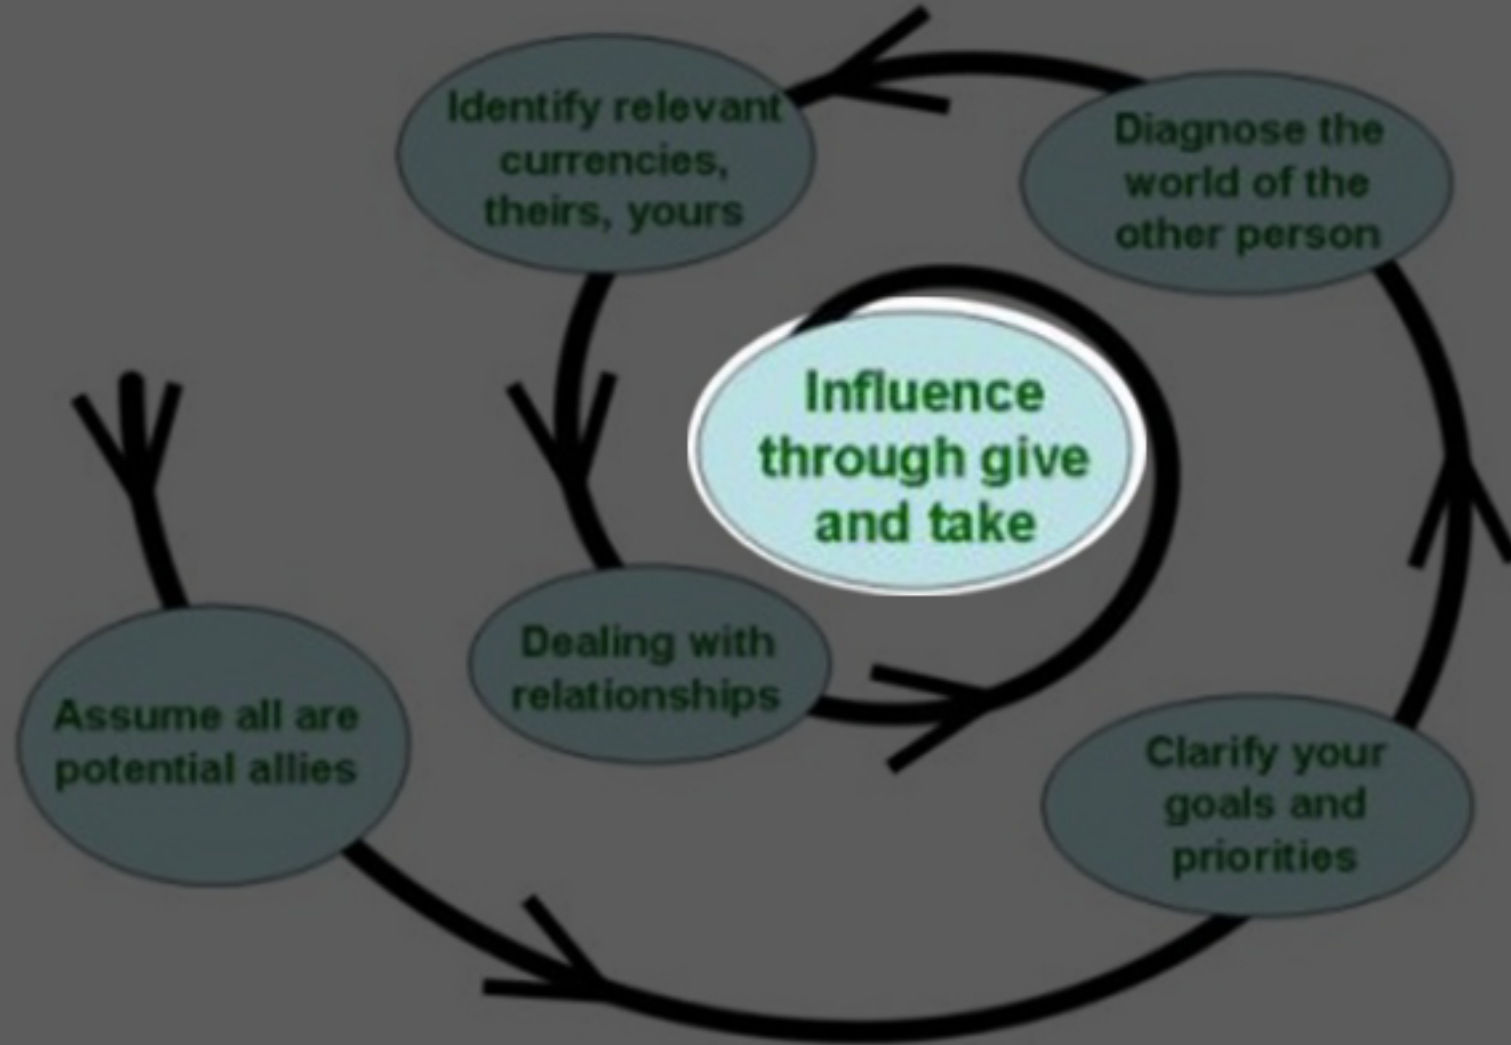 Identify relevant
currencies,
theirs, yours
Diagnose the
world of the
other person
Influence
through give
and take
Dealing with
relationships
Assume all are
potential allies
Clarify your
goals and
priorities